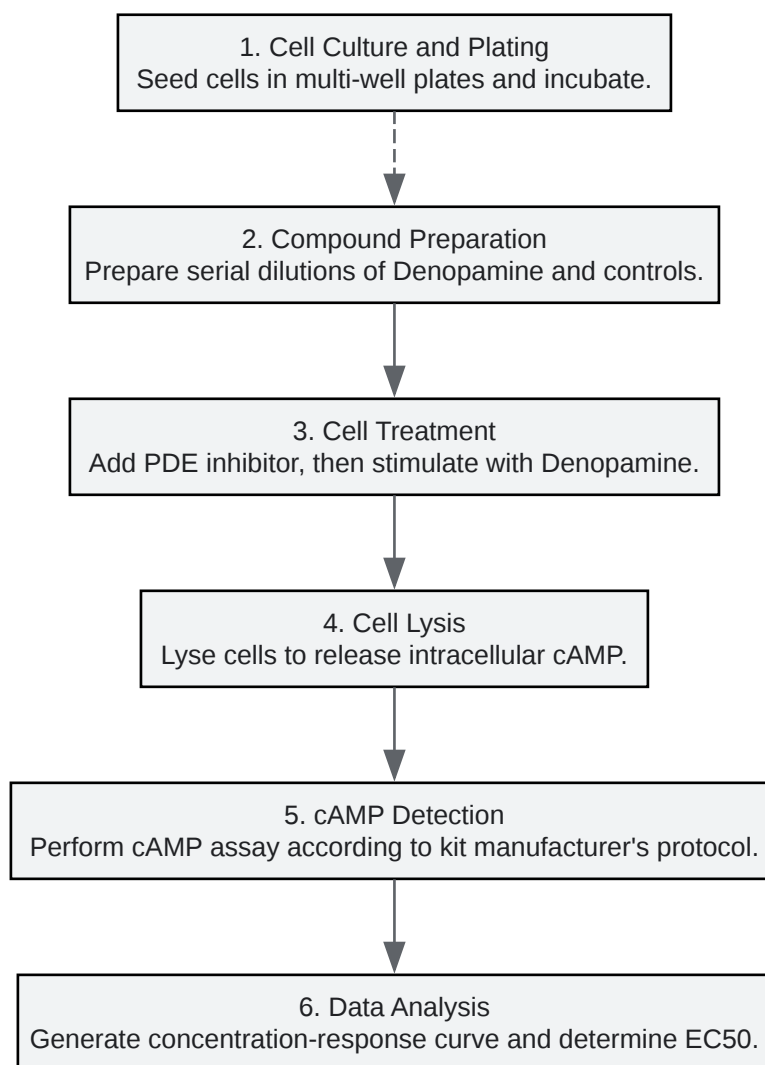 1. Cell Culture and Plating
Seed cells in multi-well plates and incubate.
2. Compound Preparation
Prepare serial dilutions of Denopamine and controls.
3. Cell Treatment
Add PDE inhibitor, then stimulate with Denopamine.
4. Cell Lysis
Lyse cells to release intracellular cAMP.
5. cAMP Detection
Perform cAMP assay according to kit manufacturer's protocol.
6. Data Analysis
Generate concentration-response curve and determine EC50.